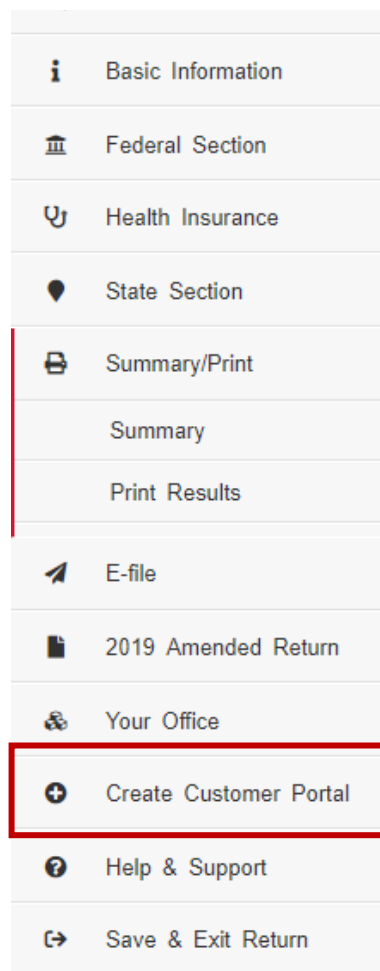 Basic Information
Federal Section
Health Insurance
State Section
Summary/Print
Summary
Print Results
E-file
2019 Amended Return
Your Office
Create Customer Portal
Help & Support
Save & Exit Return